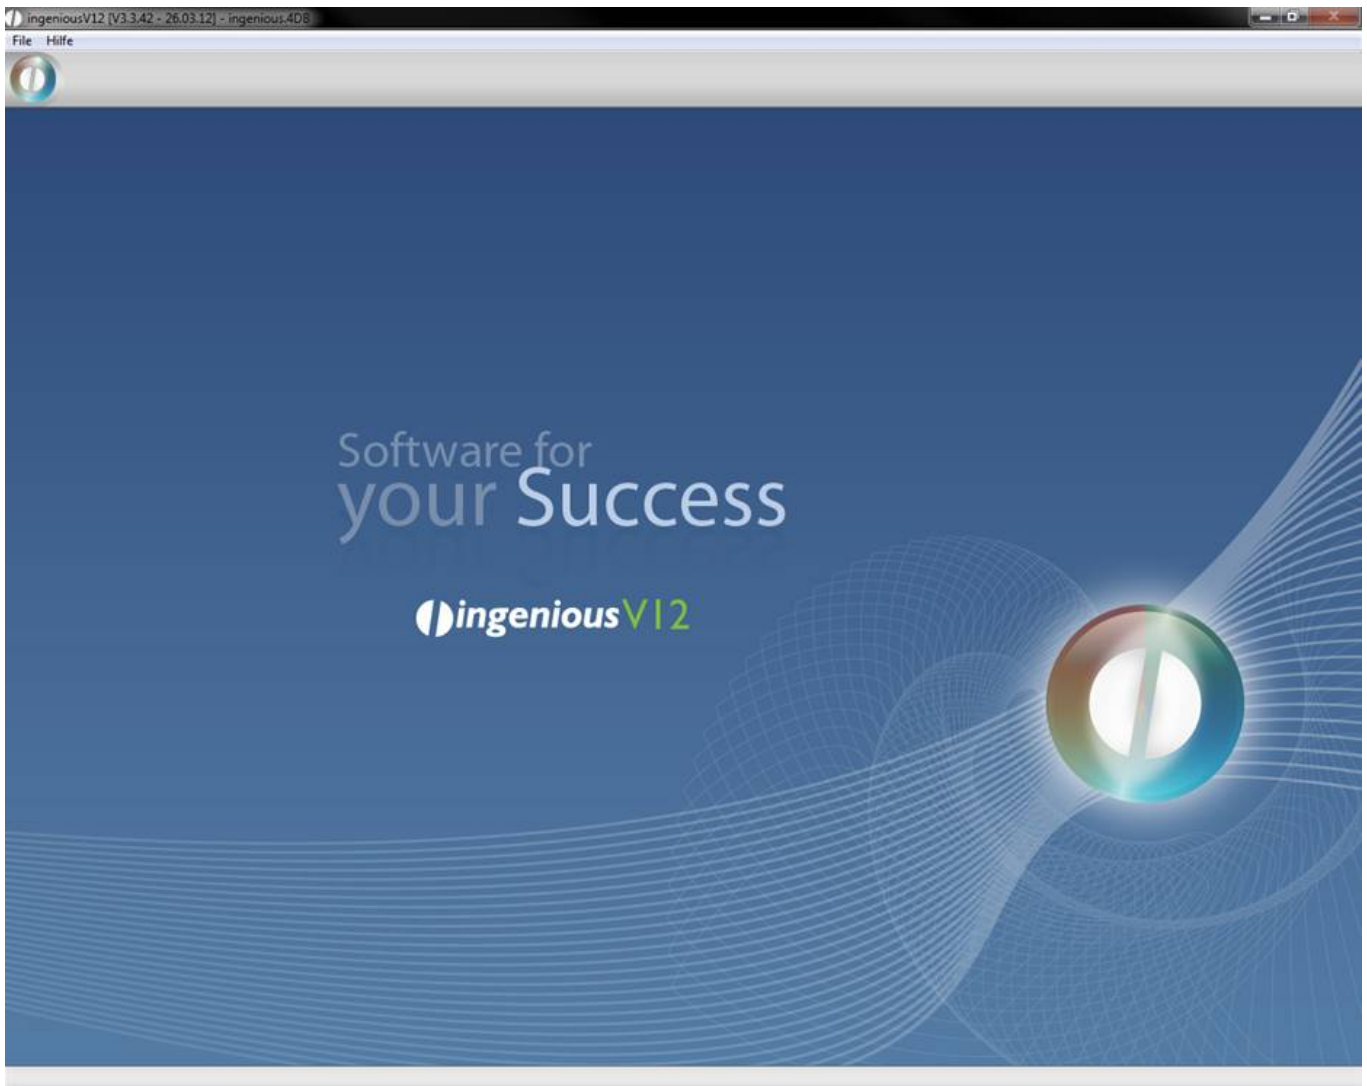 ingeniousV12 [V3.3.42 - 26.03.12] - ingenious.4DB
File Hilfe
Software for
your Success
ingeniousV12